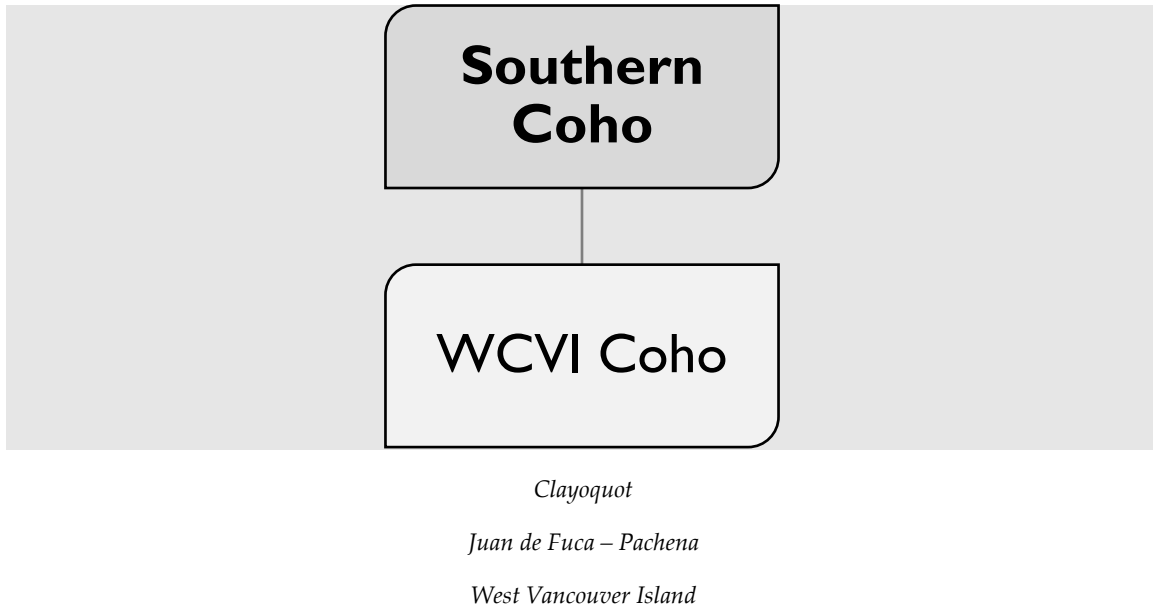 Southern
Coho
WCVI Coho
Clayoquot
Juan de Fuca – Pachena
West Vancouver Island